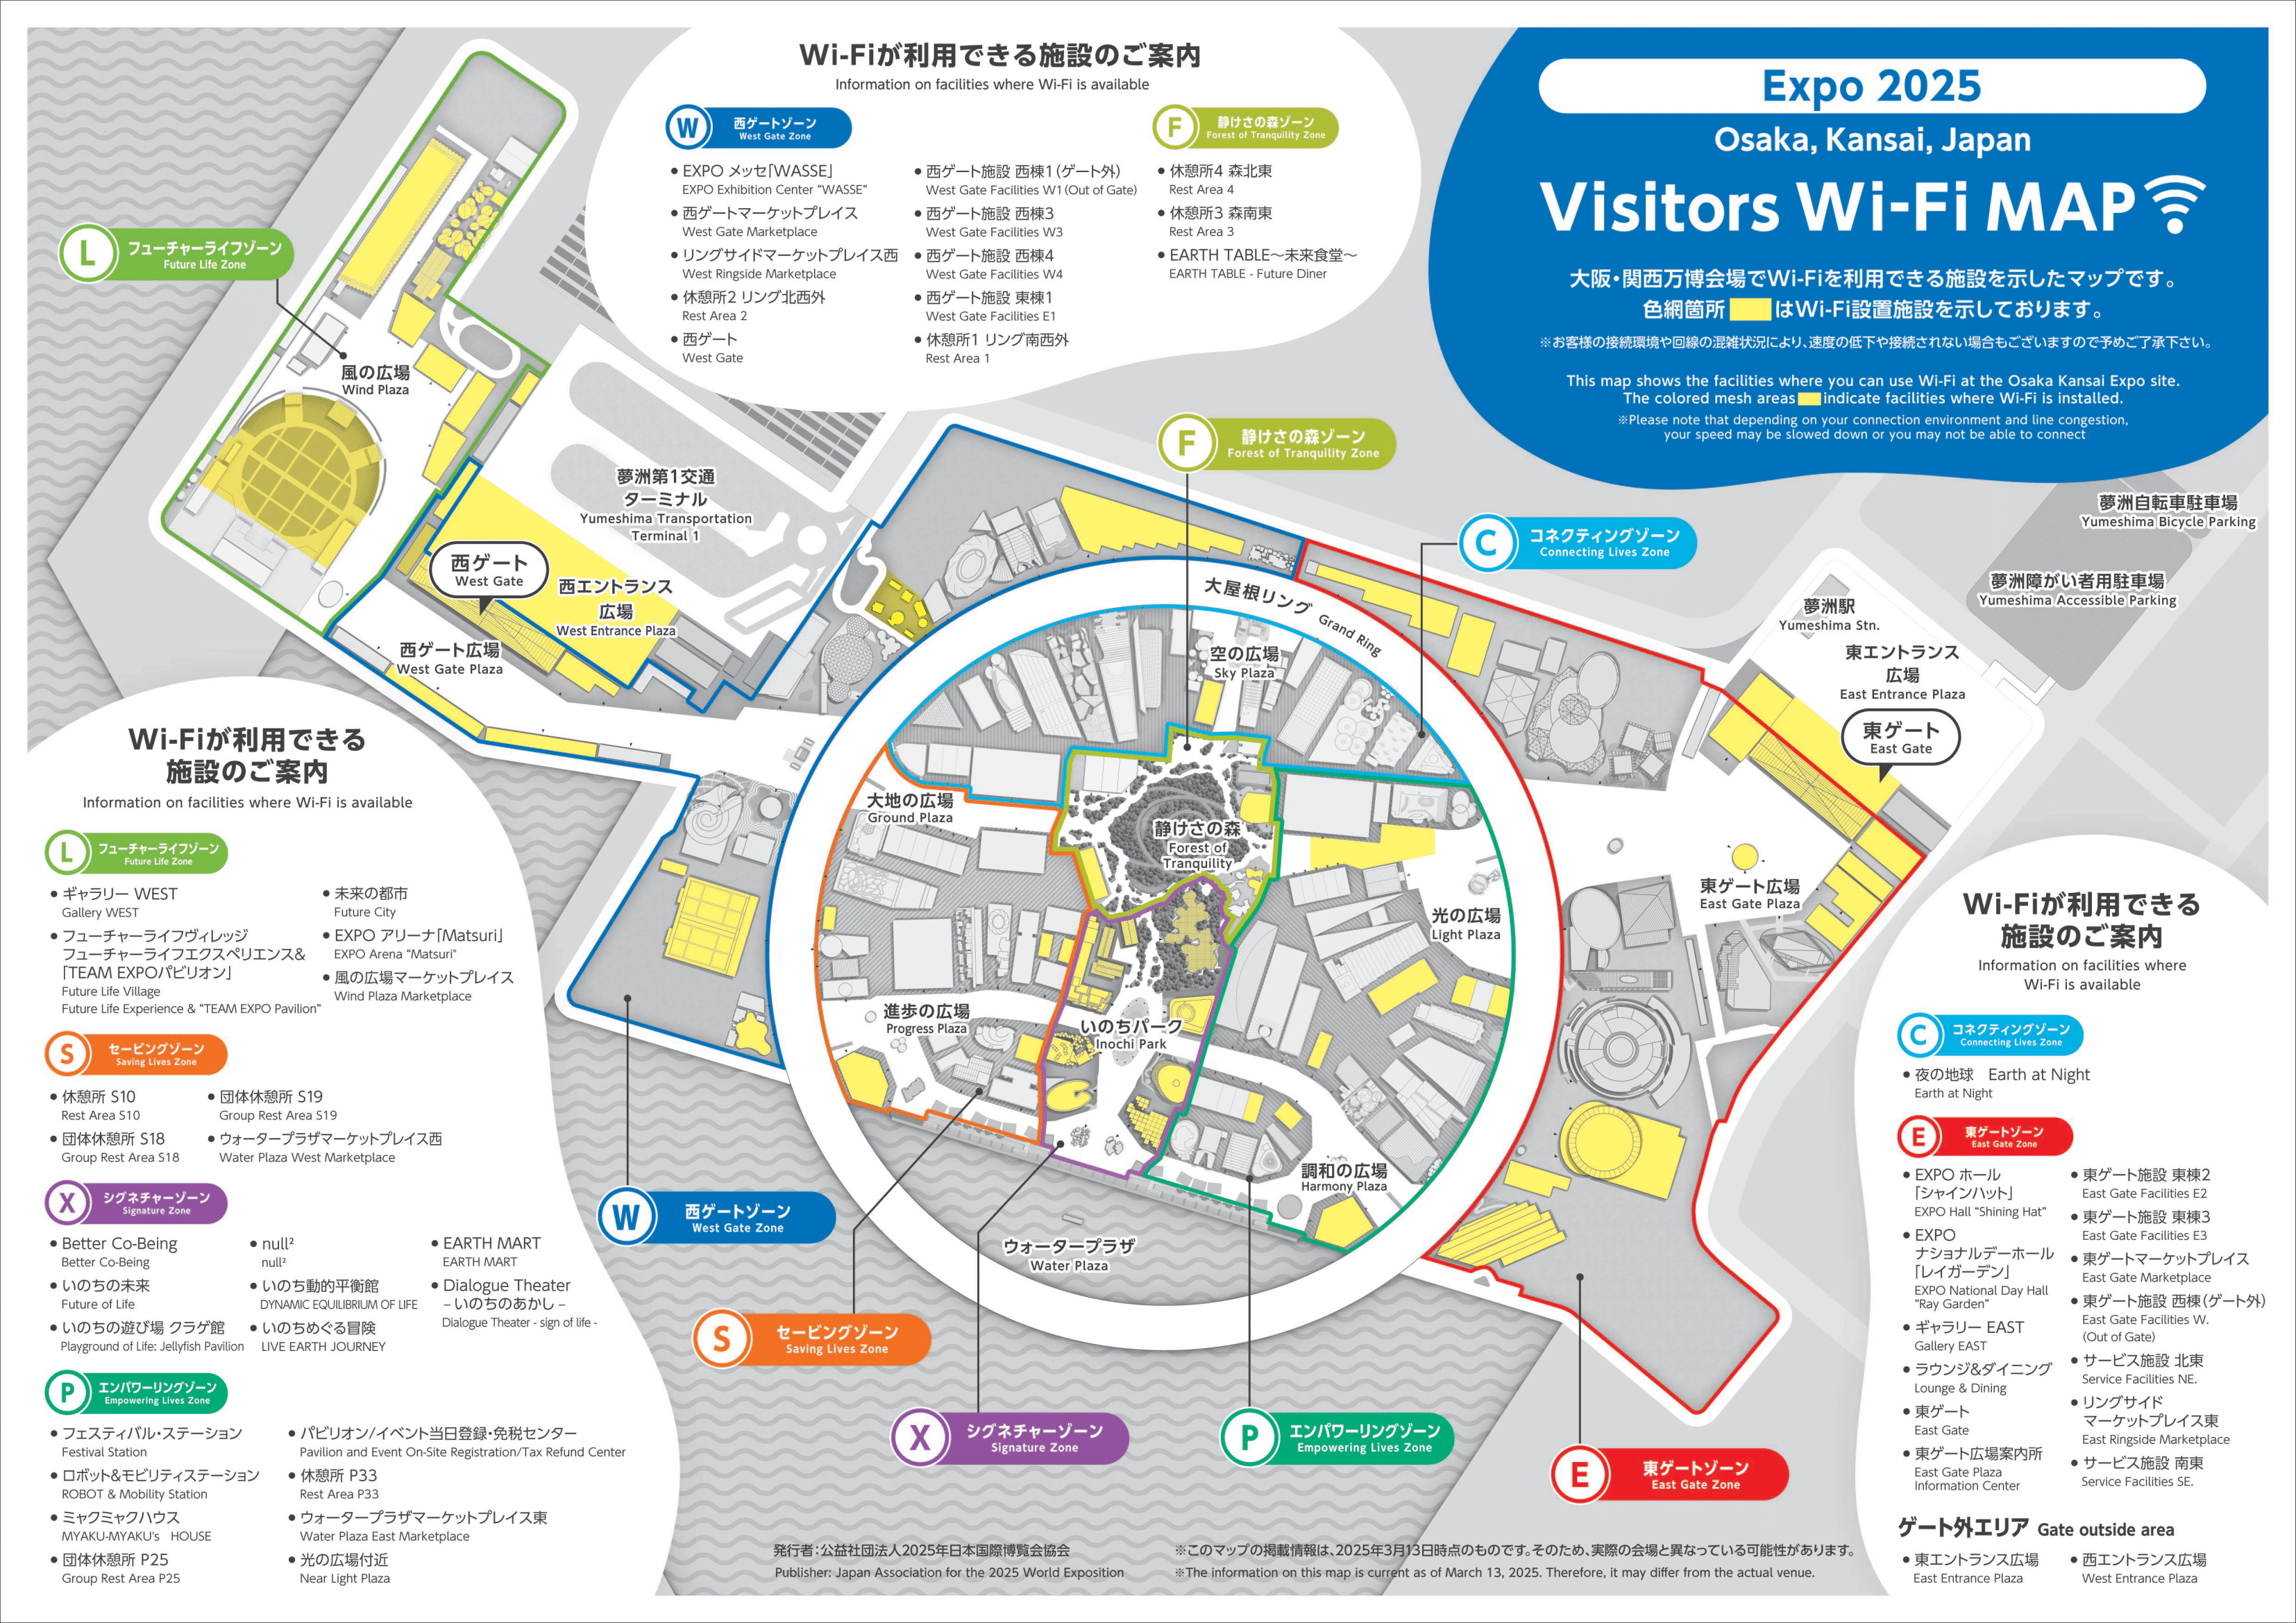 Wi-Fiが利用できる施設のご案内
Information on facilities where Wi-Fi is available
W
西ゲートゾーン
West Gate Zone
• EXPO メッセ「WASSE」
EXPO Exhibition Center "WASSE"
• 西ゲートマーケットプレイス
West Gate Marketplace
• リングサイドマーケットプレイス西
West Ringside Marketplace
• 休憩所2 リング北西外
Rest Area 2
• 西ゲート
West Gate
• 西ゲート施設 西棟1(ゲート外)
West Gate Facilities W1(Out of Gate)
• 西ゲート施設 西棟3
West Gate Facilities W3
• 西ゲート施設 西棟4
West Gate Facilities W4
• 西ゲート施設 東棟1
West Gate Facilities E1
• 休憩所1 リング南西外
Rest Area 1
F
静けさの森ゾーン
Forest of Tranquility Zone
• 休憩所4 森北東
Rest Area 4
• 休憩所3 森南東
Rest Area 3
• EARTH TABLE〜未来食堂〜
EARTH TABLE - Future Diner
Expo 2025
Osaka, Kansai, Japan
Visitors Wi-Fi MAP
大阪・関西万博会場でWi-Fiを利用できる施設を示したマップです。
色網箇所 はWi-Fi設置施設を示しております。
※お客様の接続環境や回線の混雑状況により、速度の低下や接続されない場合もございますので予めご了承下さい。
This map shows the facilities where you can use Wi-Fi at the Osaka Kansai Expo site.
The colored mesh areas indicate facilities where Wi-Fi is installed.
※Please note that depending on your connection environment and line congestion,
your speed may be slowed down or you may not be able to connect
L
フューチャーライフゾーン
Future Life Zone
風の広場
Wind Plaza
夢洲第1交通
ターミナル
Yumeshima Transportation
Terminal 1
西ゲート
West Gate
西エントランス
広場
West Entrance Plaza
西ゲート広場
West Gate Plaza
F
静けさの森ゾーン
Forest of Tranquility Zone
C
コネクティングゾーン
Connecting Lives Zone
夢洲自転車駐車場
Yumeshima Bicycle Parking
夢洲障がい者用駐車場
Yumeshima Accessible Parking
夢洲駅
Yumeshima Stn.
東エントランス
広場
East Entrance Plaza
東ゲート
East Gate
大屋根リング Grand Ring
空の広場
Sky Plaza
大地の広場
Ground Plaza
静けさの森
Forest of
Tranquility
東ゲート広場
East Gate Plaza
光の広場
Light Plaza
進歩の広場
Progress Plaza
いのちパーク
Inochi Park
調和の広場
Harmony Plaza
ウォータープラザ
Water Plaza
W
西ゲートゾーン
West Gate Zone
S
セービングゾーン
Saving Lives Zone
X
シグネチャーゾーン
Signature Zone
P
エンパワーリングゾーン
Empowering Lives Zone
E
東ゲートゾーン
East Gate Zone
Wi-Fiが利用できる
施設のご案内
Information on facilities where Wi-Fi is available
L
フューチャーライフゾーン
Future Life Zone
• ギャラリー WEST
Gallery WEST
• フューチャーライフヴィレッジ
フューチャーライフエクスペリエンス&
「TEAM EXPOパビリオン」
Future Life Village
Future Life Experience & "TEAM EXPO Pavilion"
• 未来の都市
Future City
• EXPO アリーナ「Matsuri」
EXPO Arena "Matsuri"
• 風の広場マーケットプレイス
Wind Plaza Marketplace
S
セービングゾーン
Saving Lives Zone
• 休憩所 S10
Rest Area S10
• 団体休憩所 S18
Group Rest Area S18
• 団体休憩所 S19
Group Rest Area S19
• ウォータープラザマーケットプレイス西
Water Plaza West Marketplace
X
シグネチャーゾーン
Signature Zone
• Better Co-Being
Better Co-Being
• いのちの未来
Future of Life
• いのちの遊び場 クラゲ館
Playground of Life: Jellyfish Pavilion
• null²
null²
• いのち動的平衡館
DYNAMIC EQUILIBRIUM OF LIFE
• いのちめぐる冒険
LIVE EARTH JOURNEY
• EARTH MART
EARTH MART
• Dialogue Theater
– いのちのあかし –
Dialogue Theater - sign of life -
P
エンパワーリングゾーン
Empowering Lives Zone
• フェスティバル・ステーション
Festival Station
• ロボット&モビリティステーション
ROBOT & Mobility Station
• ミャクミャクハウス
MYAKU-MYAKU's HOUSE
• 団体休憩所 P25
Group Rest Area P25
• パビリオン/イベント当日登録・免税センター
Pavilion and Event On-Site Registration/Tax Refund Center
• 休憩所 P33
Rest Area P33
• ウォータープラザマーケットプレイス東
Water Plaza East Marketplace
• 光の広場付近
Near Light Plaza
Wi-Fiが利用できる
施設のご案内
Information on facilities where
Wi-Fi is available
C
コネクティングゾーン
Connecting Lives Zone
• 夜の地球 Earth at Night
Earth at Night
E
東ゲートゾーン
East Gate Zone
• EXPO ホール
「シャインハット」
EXPO Hall "Shining Hat"
• EXPO
ナショナルデーホール
「レイガーデン」
EXPO National Day Hall
"Ray Garden"
• ギャラリー EAST
Gallery EAST
• ラウンジ&ダイニング
Lounge & Dining
• 東ゲート
East Gate
• 東ゲート広場案内所
East Gate Plaza
Information Center
• 東ゲート施設 東棟2
East Gate Facilities E2
• 東ゲート施設 東棟3
East Gate Facilities E3
• 東ゲートマーケットプレイス
East Gate Marketplace
• 東ゲート施設 西棟(ゲート外)
East Gate Facilities W.
(Out of Gate)
• サービス施設 北東
Service Facilities NE.
• リングサイド
マーケットプレイス東
East Ringside Marketplace
• サービス施設 南東
Service Facilities SE.
ゲート外エリア Gate outside area
• 東エントランス広場
East Entrance Plaza
• 西エントランス広場
West Entrance Plaza
発行者:公益社団法人2025年日本国際博覧会協会
Publisher: Japan Association for the 2025 World Exposition
※このマップの掲載情報は、2025年3月13日時点のものです。そのため、実際の会場と異なっている可能性があります。
※The information on this map is current as of March 13, 2025. Therefore, it may differ from the actual venue.